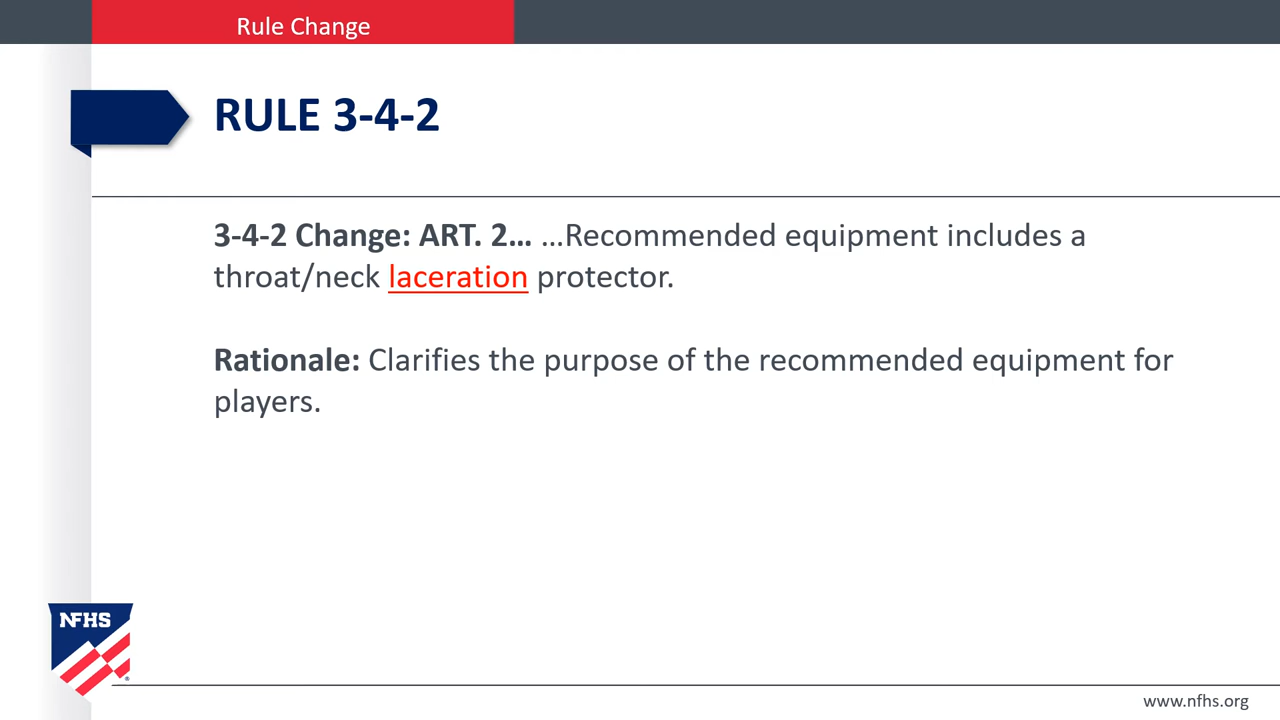 Rule Change
RULE 3-4-2
3-4-2 Change: ART. 2... ...Recommended equipment includes a
throat/neck laceration protector.
Rationale: Clarifies the purpose of the recommended equipment for
players.
NFHS
®
www.nfhs.org